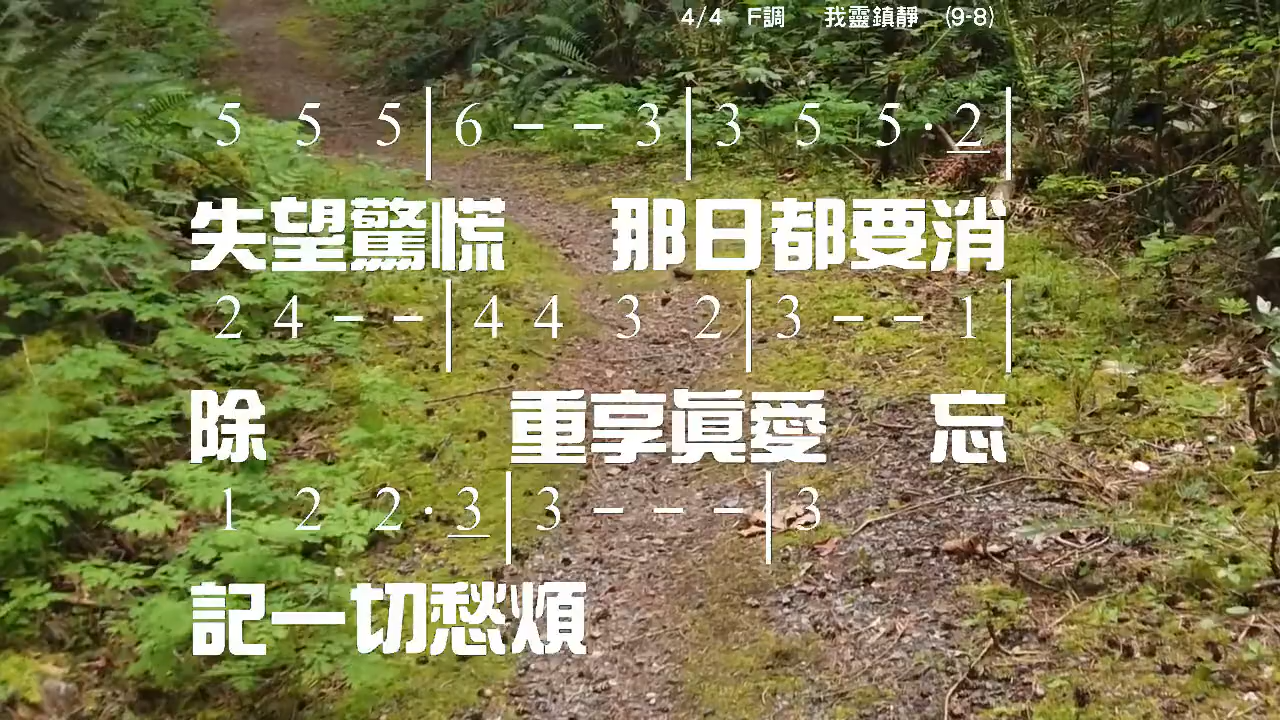 4/4 F調 我靈鎮靜 (9-8)
5 5 5 | 6 – – 3 | 3 5 5 · 2 |
失望驚慌 那日都要消
2 4 – – | 4 4 3 2 | 3 – – 1 |
除 重享眞愛 忘
1 2 2 · 3 | 3 – – – | 3
記一切愁煩